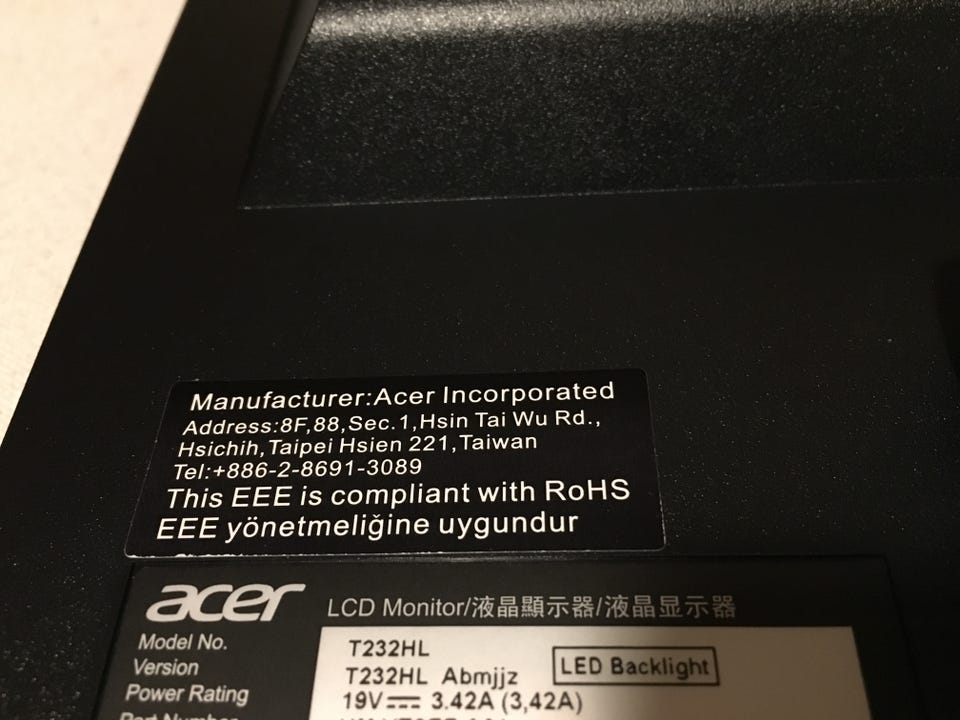 Manufacturer:Acer Incorporated
Address:8F,88,Sec.1,Hsin Tai Wu Rd.,
Hsichih,Taipei Hsien 221,Taiwan
Tel:+886-2-8691-3089
This EEE is compliant with RoHS
EEE yönetmeliğine uygundur
acer LCD Monitor/液晶顯示器/液晶显示器
Model No. T232HL
Version T232HL Abmjjz LED Backlight
Power Rating 19V⎓ 3.42A (3,42A)
Part Number